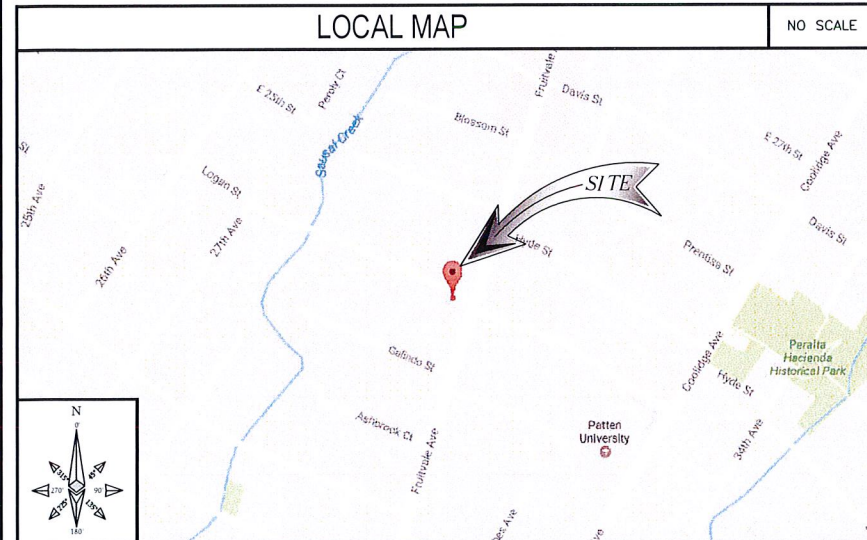 LOCAL MAP
NO SCALE
Fruitvale
Davis St
E 25th St
Peralty Ct
Blossom St
E 27th St
Coolidge Ave
Sausal Creek
SITE
Logan St
25th Ave
27th Ave
Davis St
26th Ave
Hyde St
Prentiss St
Galindo St
Coolidge Ave
Peralta
Hacienda
Historical Park
Hyde St
Ashbrook Ct
Fruitvale Ave
Patten
University
34th Ave
N
0°
315°
45°
270°
90°
225°
135°
180